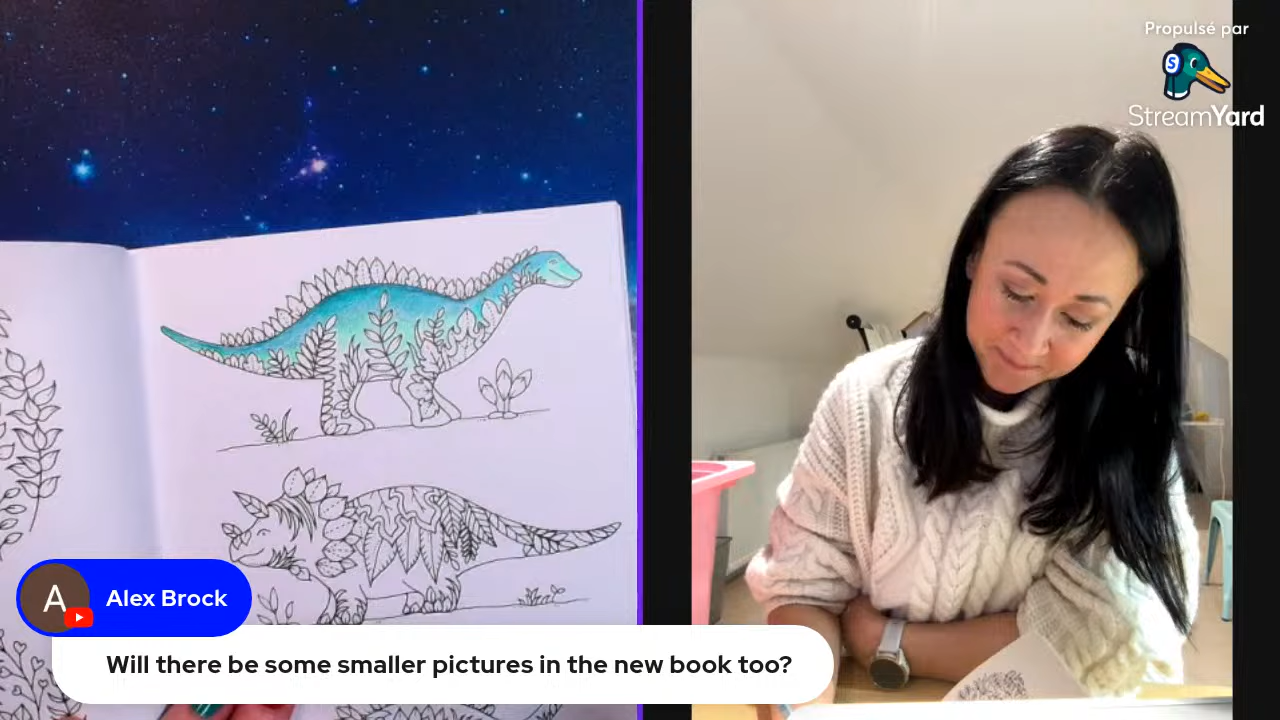 Propulsé par
StreamYard
A
Alex Brock
Will there be some smaller pictures in the new book too?